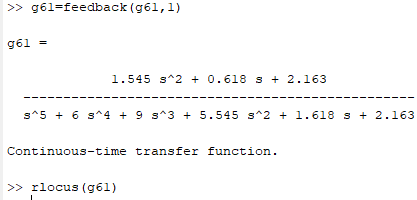 >> g61=feedback(g61,1)
g61 =
1.545 s^2 + 0.618 s + 2.163
---------------------------------------------------
s^5 + 6 s^4 + 9 s^3 + 5.545 s^2 + 1.618 s + 2.163
Continuous-time transfer function.
>> rlocus(g61)